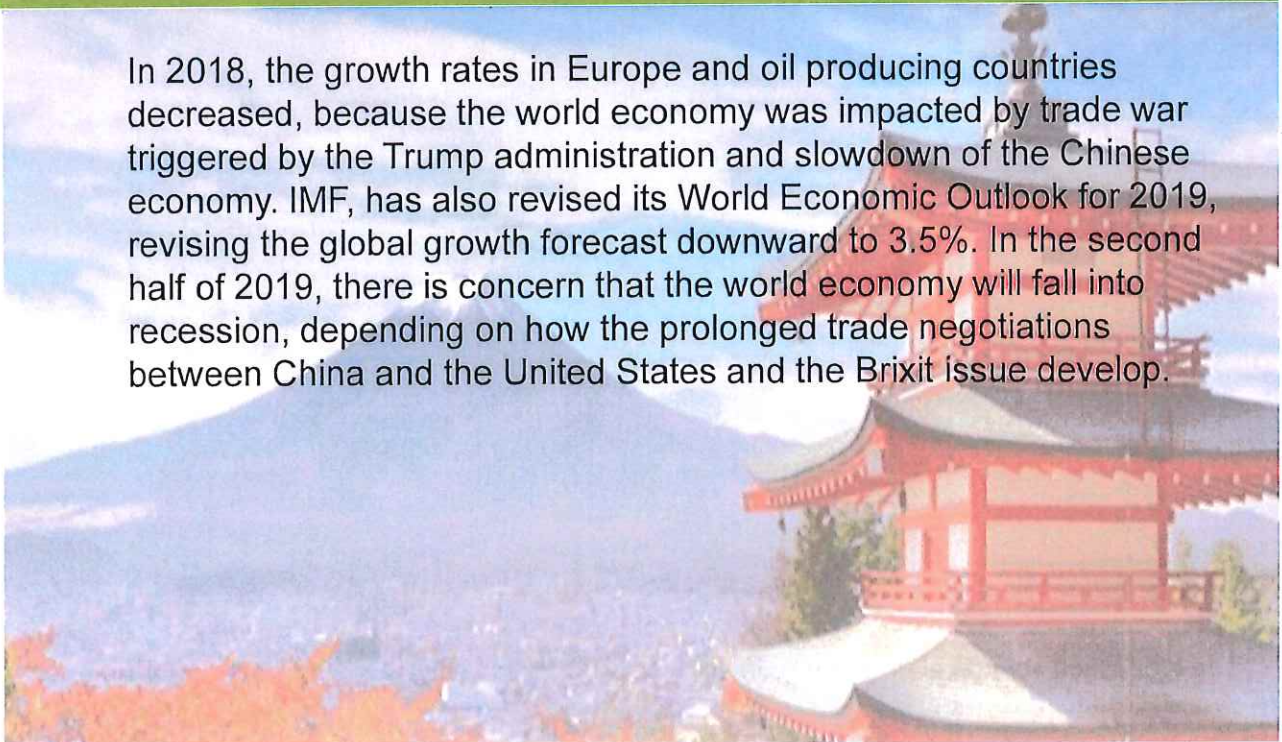 In 2018, the growth rates in Europe and oil producing countries
decreased, because the world economy was impacted by trade war
triggered by the Trump administration and slowdown of the Chinese
economy. IMF, has also revised its World Economic Outlook for 2019,
revising the global growth forecast downward to 3.5%. In the second
half of 2019, there is concern that the world economy will fall into
recession, depending on how the prolonged trade negotiations
between China and the United States and the Brixit issue develop.